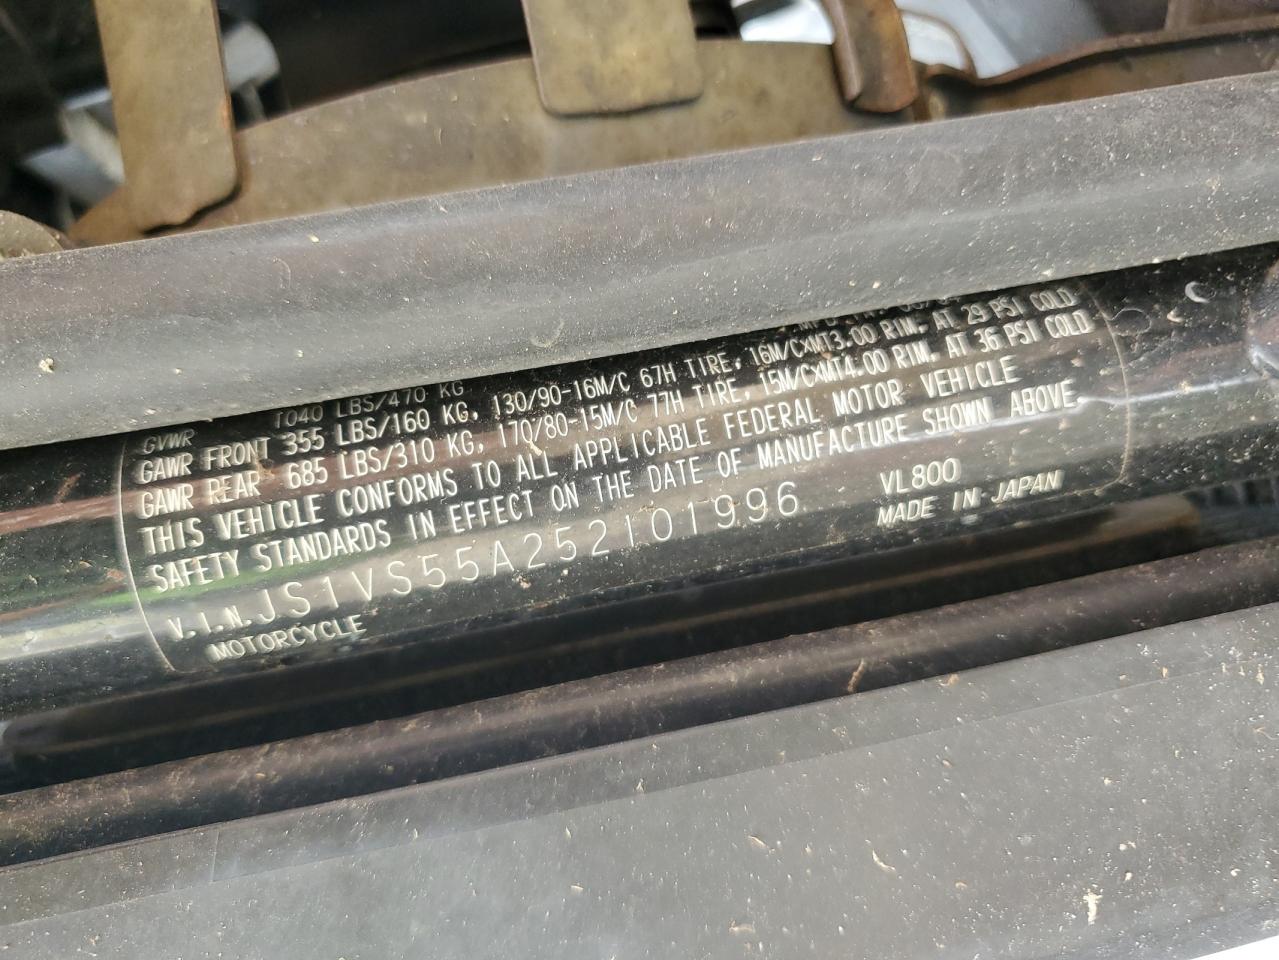 GVWR 1040 LBS/470 KG
GAWR FRONT 355 LBS/160 KG, 130/90-16M/C 67H TIRE, 16M/CXMT3.00 RIM. AT 29 PSI COLD
GAWR REAR 685 LBS/310 KG, 170/80-15M/C 77H TIRE, 15M/CXMT4.00 RIM. AT 36 PSI COLD
THIS VEHICLE CONFORMS TO ALL APPLICABLE FEDERAL MOTOR VEHICLE
SAFETY STANDARDS IN EFFECT ON THE DATE OF MANUFACTURE SHOWN ABOVE.
V.I.N.JS1VS55A252101996 VL800
MOTORCYCLE MADE IN JAPAN